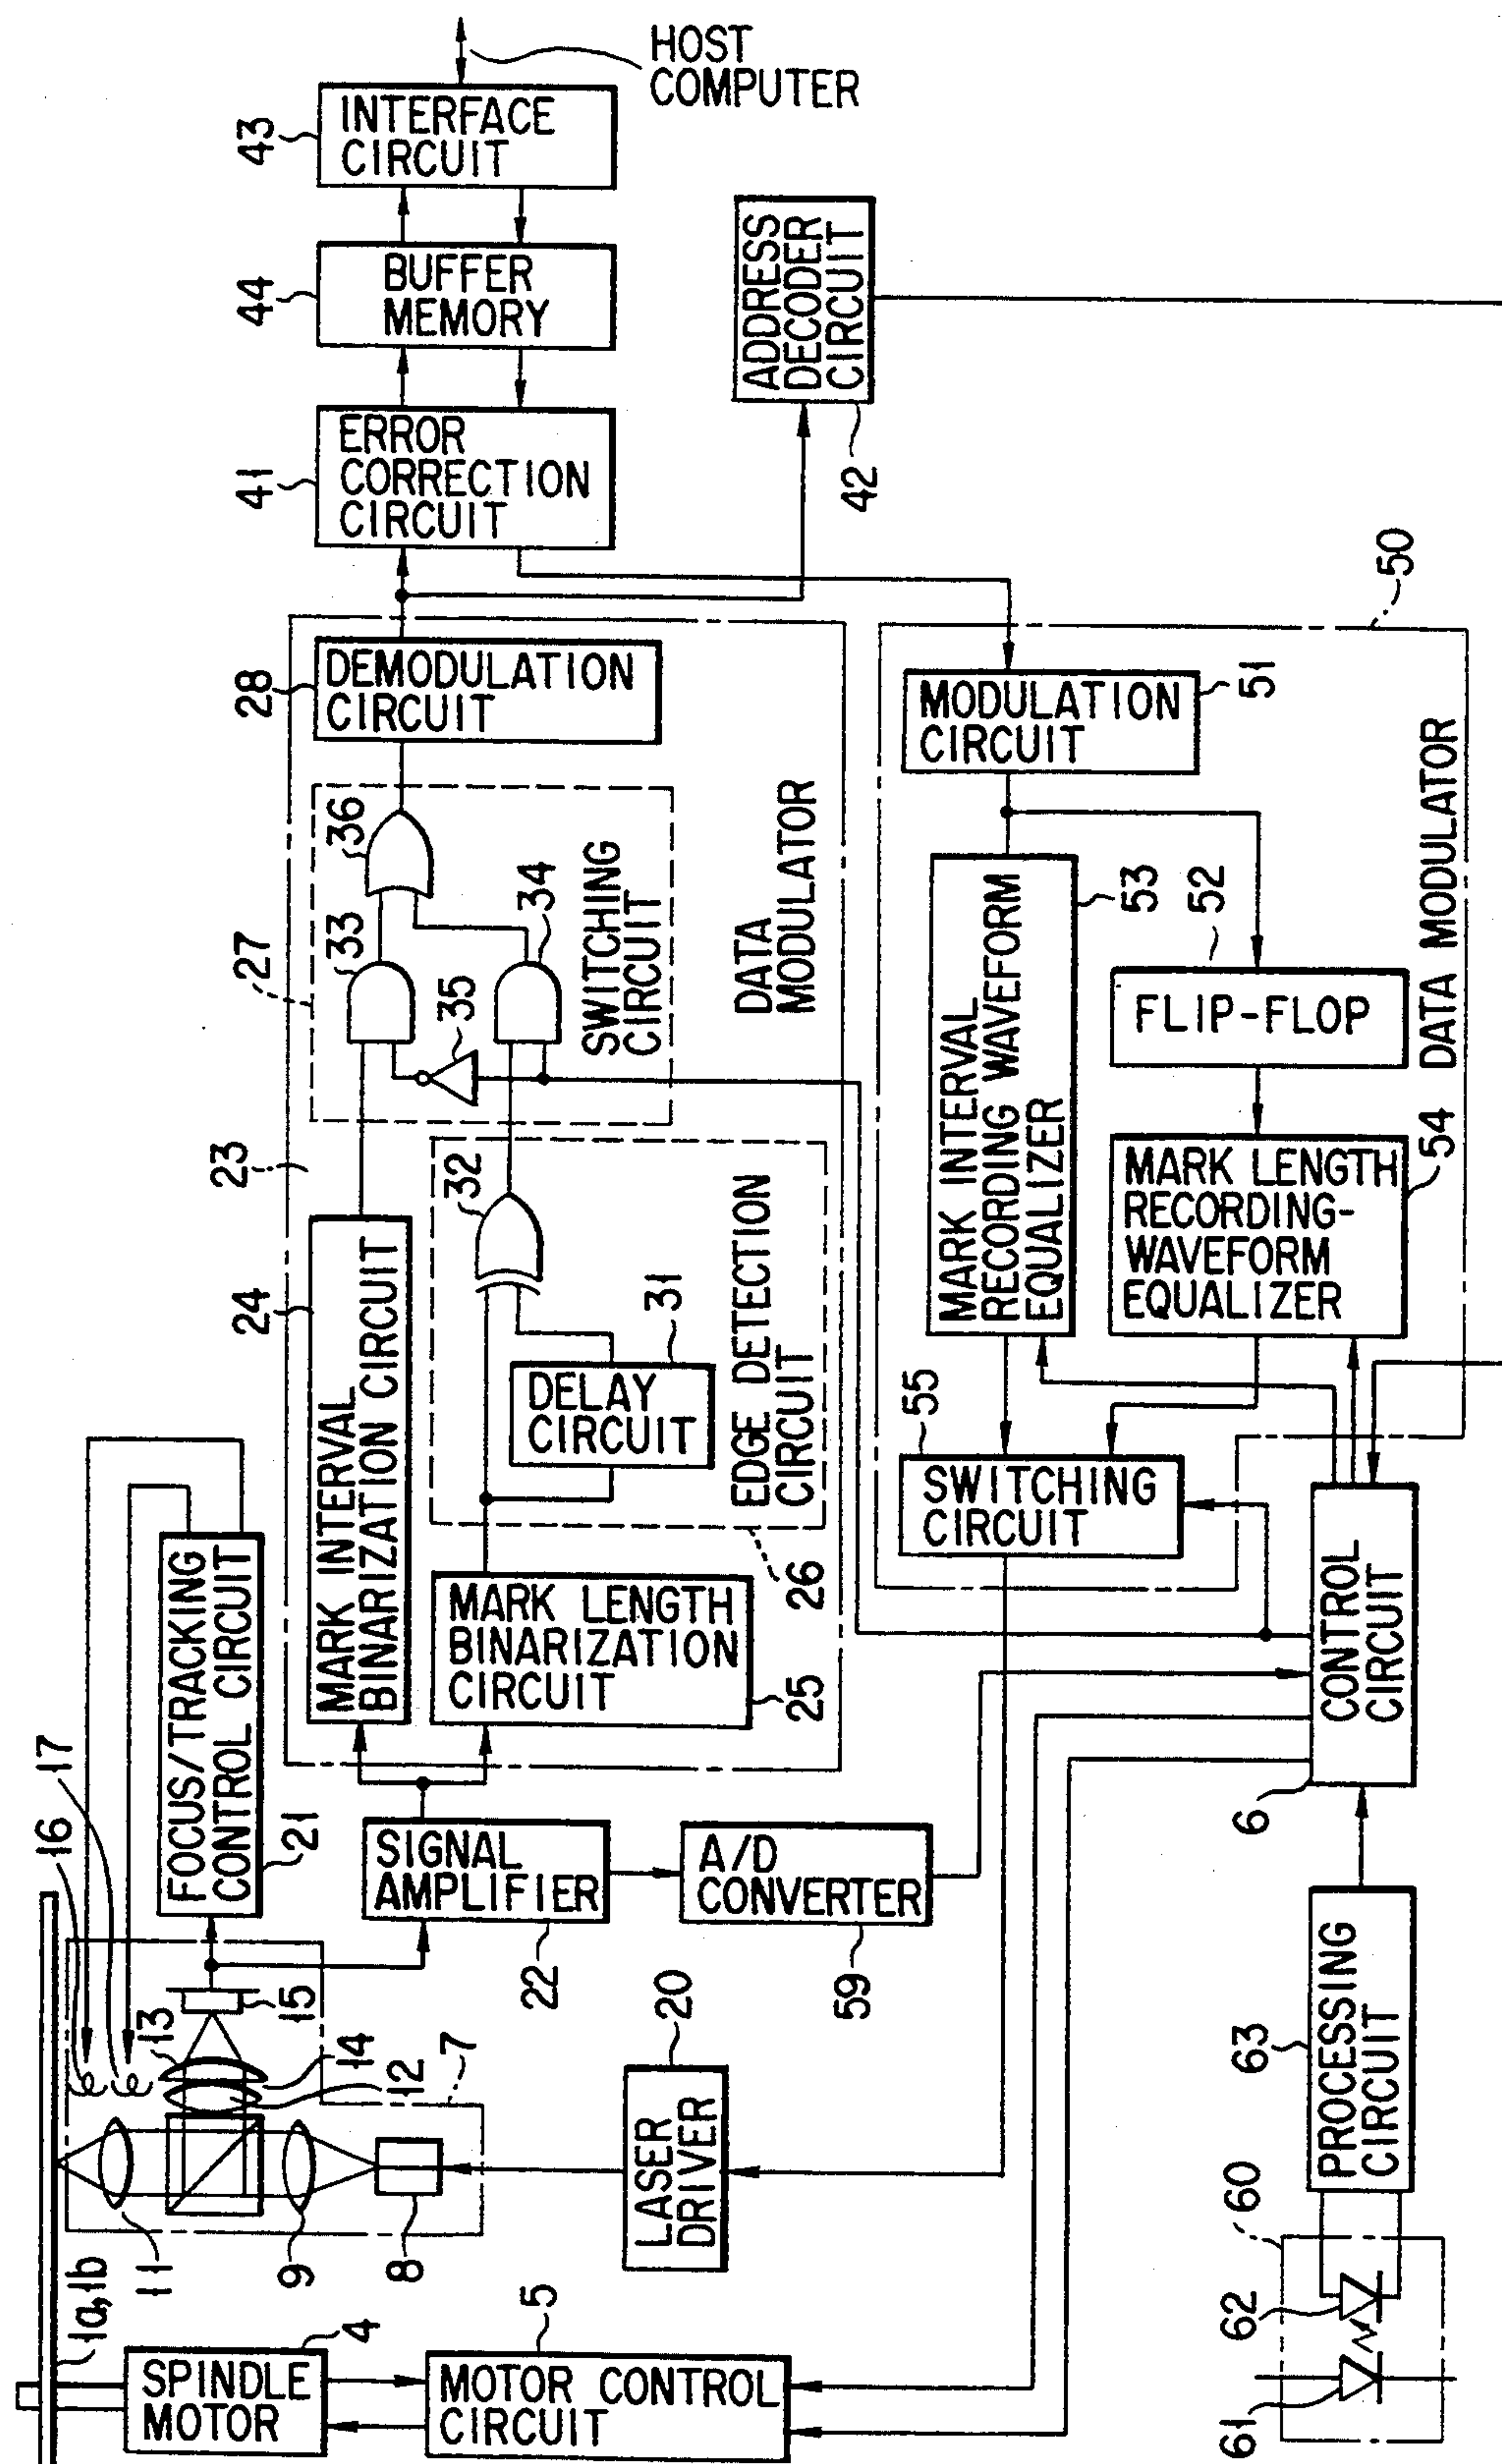 HOST
COMPUTER
43
INTERFACE
CIRCUIT
44
BUFFER
MEMORY
41
ERROR
CORRECTION
CIRCUIT
ADDRESS
DECODER
CIRCUIT
42
28
DEMODULATION
CIRCUIT
50
MODULATION
CIRCUIT
51
27
36
33
34
35
SWITCHING
CIRCUIT
DATA
MODULATOR
23
24
MARK INTERVAL
BINARIZATION CIRCUIT
32
31
DELAY
CIRCUIT
EDGE DETECTION
CIRCUIT
26
MARK LENGTH
BINARIZATION
CIRCUIT
25
MARK INTERVAL
RECORDING WAVEFORM
EQUALIZER
53
52
FLIP-FLOP
MARK LENGTH
RECORDING-
WAVEFORM
EQUALIZER
54
DATA MODULATOR
55
SWITCHING
CIRCUIT
FOCUS/TRACKING
CONTROL CIRCUIT
21
16
17
SIGNAL
AMPLIFIER
22
A/D
CONVERTER
59
CONTROL
CIRCUIT
6
13
15
14
12
7
11
9
8
1a,1b
20
LASER
DRIVER
63
PROCESSING
CIRCUIT
60
62
61
SPINDLE
MOTOR
4
5
MOTOR CONTROL
CIRCUIT